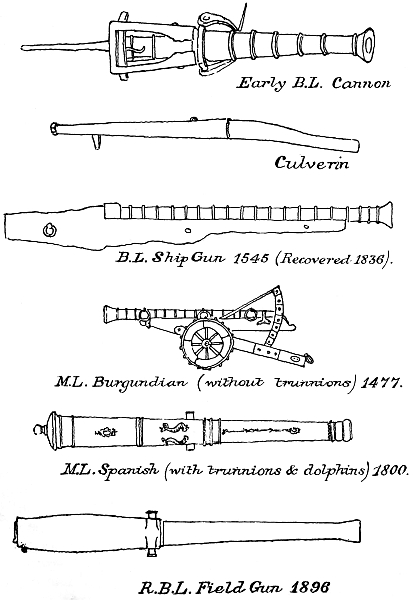 Early B.L. Cannon
Culverin
B.L. Ship Gun 1545 (Recovered 1836).
M.L. Burgundian (without trunnions) 1477.
M.L. Spanish (with trunnions & dolphins) 1800.
R.B.L. Field Gun 1896